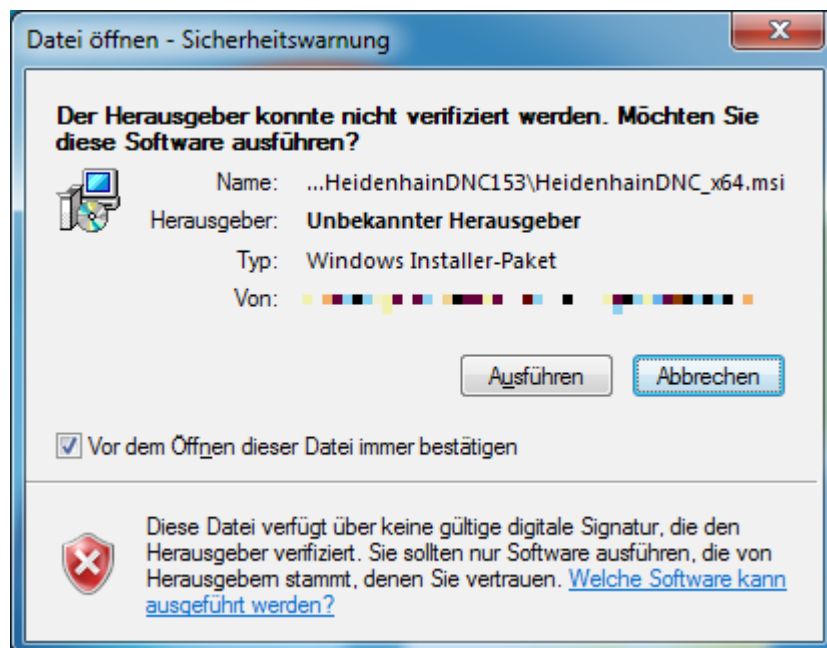 Datei öffnen - Sicherheitswarnung
Der Herausgeber konnte nicht verifiziert werden. Möchten Sie
diese Software ausführen?
Name: ...HeidenhainDNC153\HeidenhainDNC_x64.msi
Herausgeber: Unbekannter Herausgeber
Typ: Windows Installer-Paket
Von:
Ausführen Abbrechen
Vor dem Öffnen dieser Datei immer bestätigen
Diese Datei verfügt über keine gültige digitale Signatur, die den
Herausgeber verifiziert. Sie sollten nur Software ausführen, die von
Herausgebern stammt, denen Sie vertrauen. Welche Software kann
ausgeführt werden?